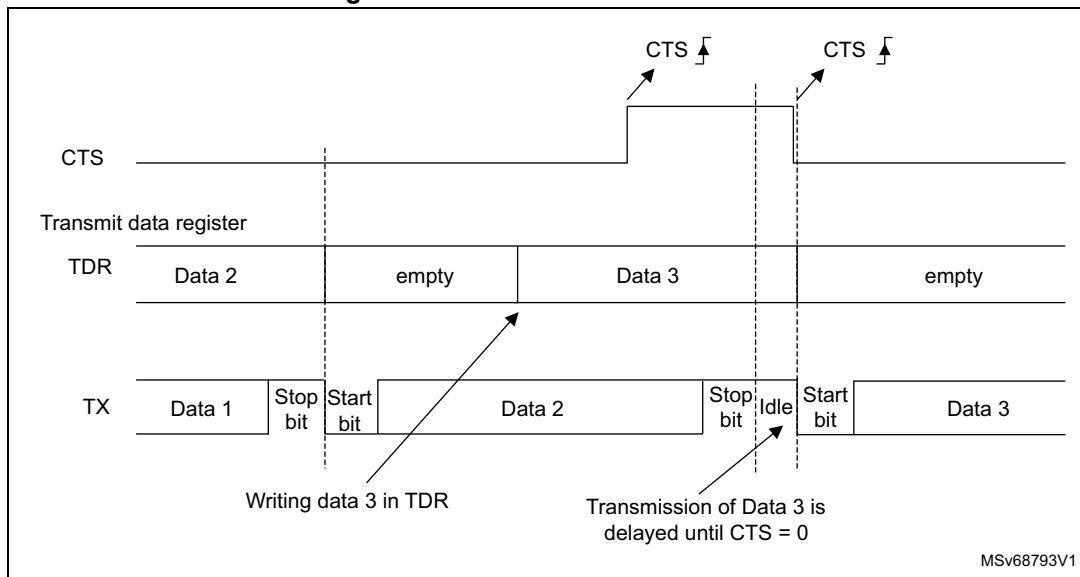 CTS CTS
CTS
Transmit data register
TDR Data 2 empty Data 3 empty
TX Data 1 Stop bit Start bit Data 2 Stop bit Idle Start bit Data 3
Writing data 3 in TDR
Transmission of Data 3 is
delayed until CTS = 0
MSv68793V1